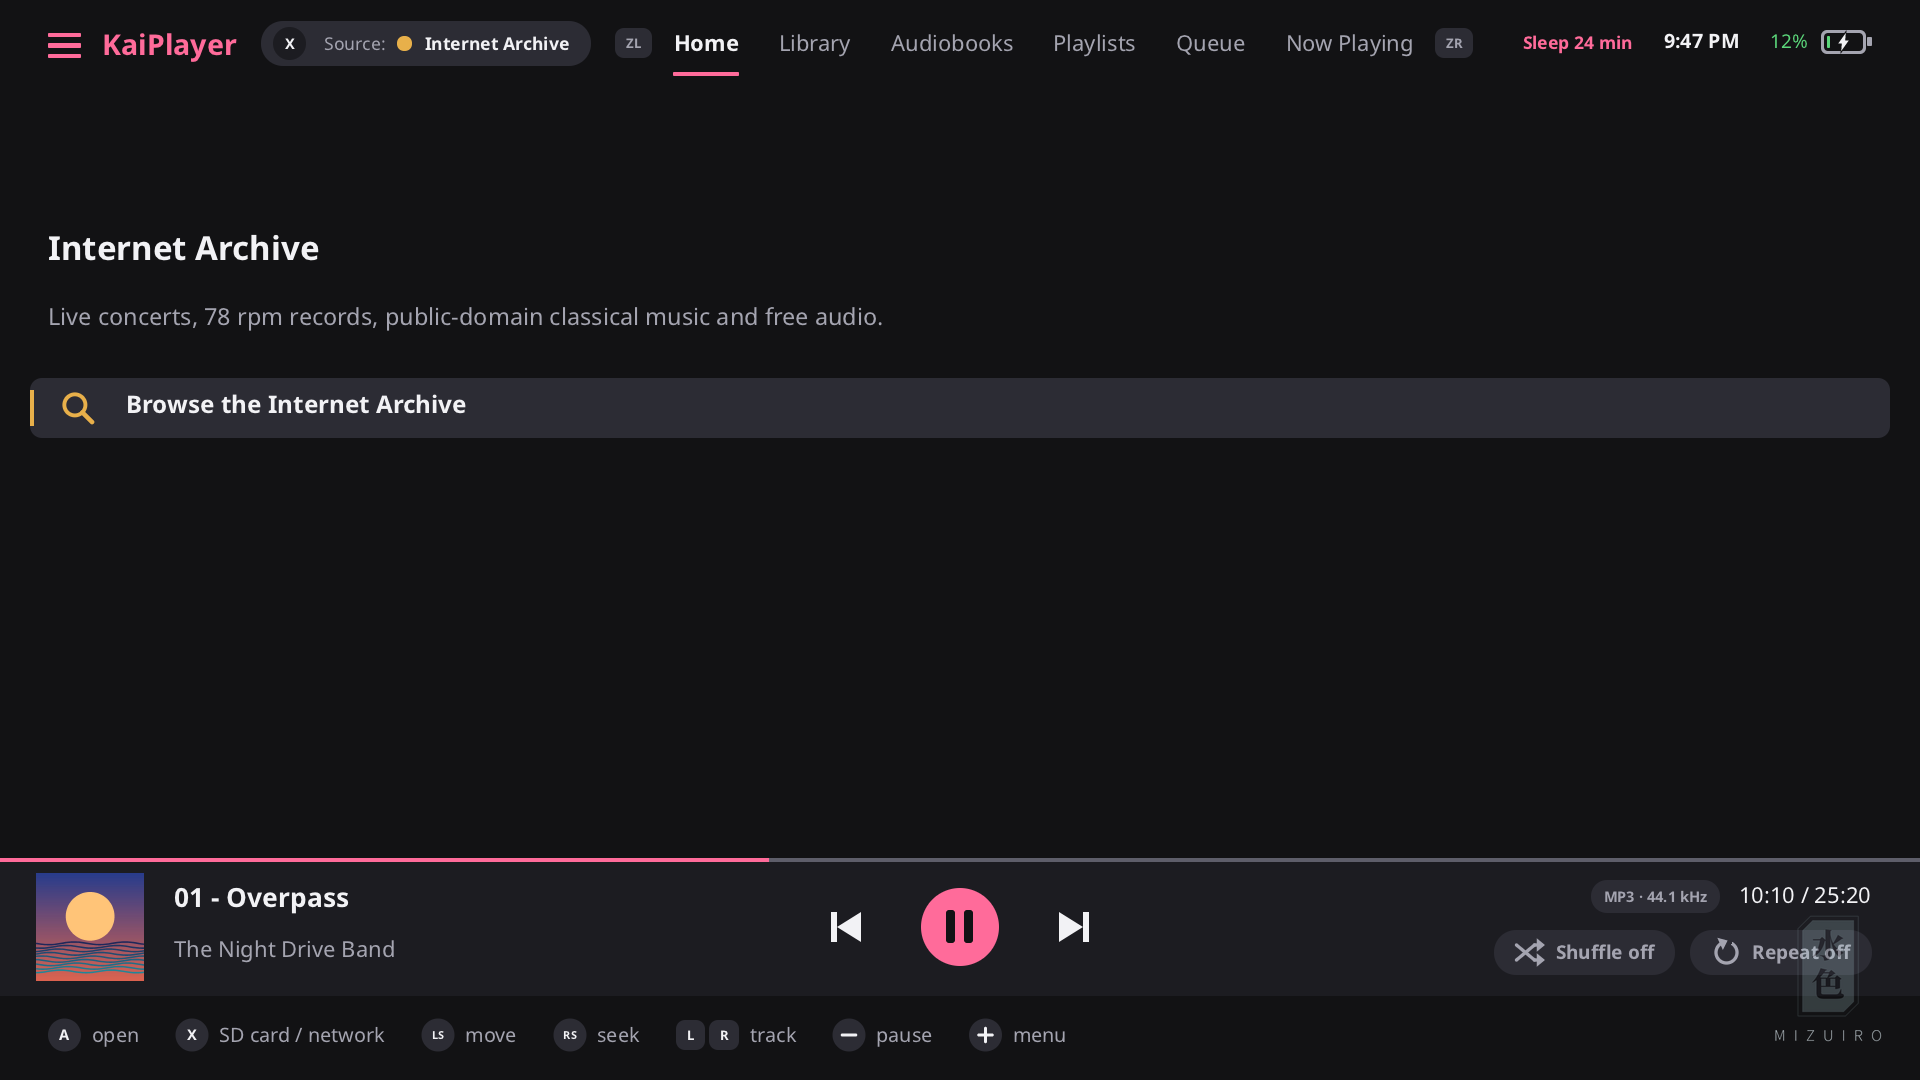 KaiPlayer
X Source: Internet Archive
ZL Home Library Audiobooks Playlists Queue Now Playing ZR
Sleep 24 min 9:47 PM 12%
Internet Archive
Live concerts, 78 rpm records, public-domain classical music and free audio.
Browse the Internet Archive
01 - Overpass
The Night Drive Band
MP3 · 44.1 kHz 10:10 / 25:20
Shuffle off Repeat off
水色
MIZUIRO
A open X SD card / network LS move RS seek L R track pause menu